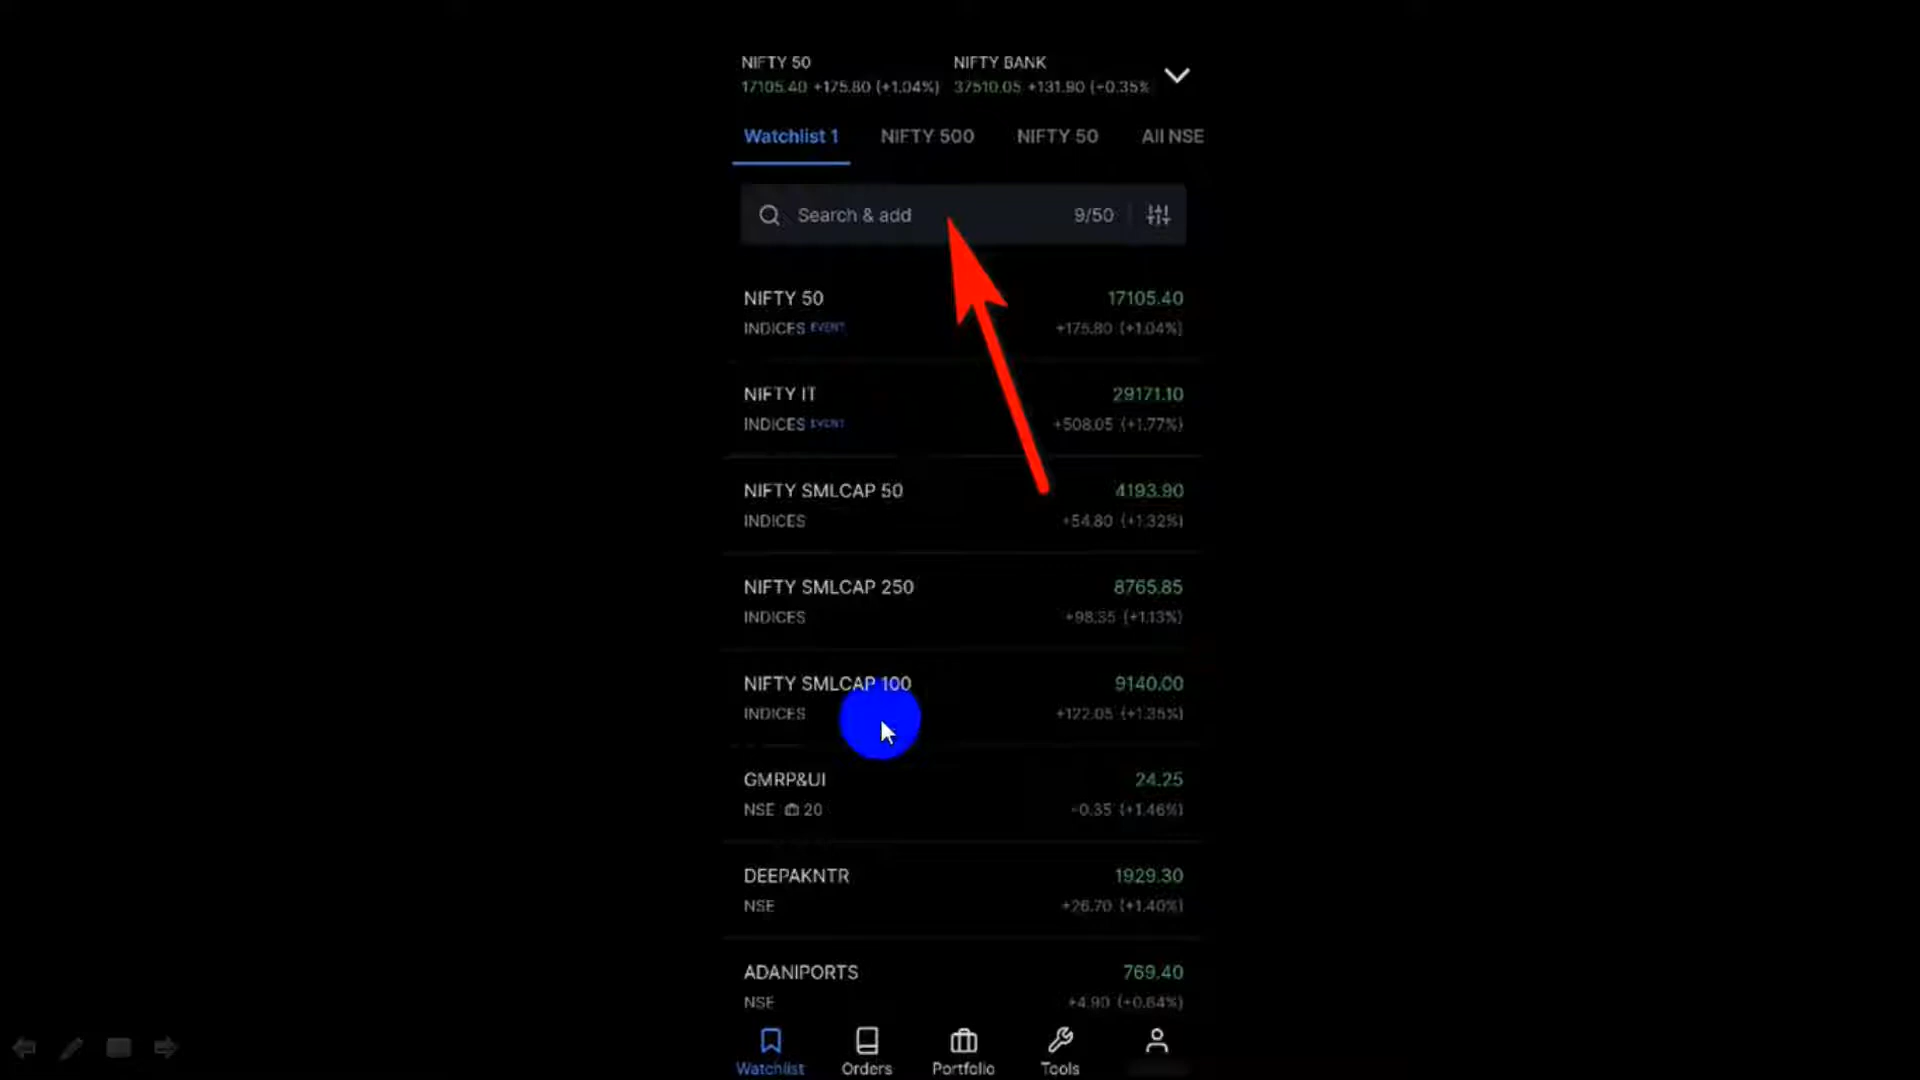 NIFTY 50 NIFTY BANK
17105.40 +175.80 (+1.04%) 37510.05 +131.90 (+0.35%
Watchlist 1 NIFTY 500 NIFTY 50 All NSE
Search & add 9/50
NIFTY 50 17105.40
INDICES EVENT +175.80 (+1.04%)
NIFTY IT 29171.10
INDICES EVENT +508.05 (+1.77%)
NIFTY SMLCAP 50 4193.90
INDICES +54.80 (+1.32%)
NIFTY SMLCAP 250 8765.85
INDICES +98.35 (+1.13%)
NIFTY SMLCAP 100 9140.00
INDICES +122.05 (+1.35%)
GMRP&UI 24.25
NSE 20 +0.35 (+1.46%)
DEEPAKNTR 1929.30
NSE +26.70 (+1.40%)
ADANIPORTS 769.40
NSE +4.90 (+0.64%)
Watchlist Orders Portfolio Tools